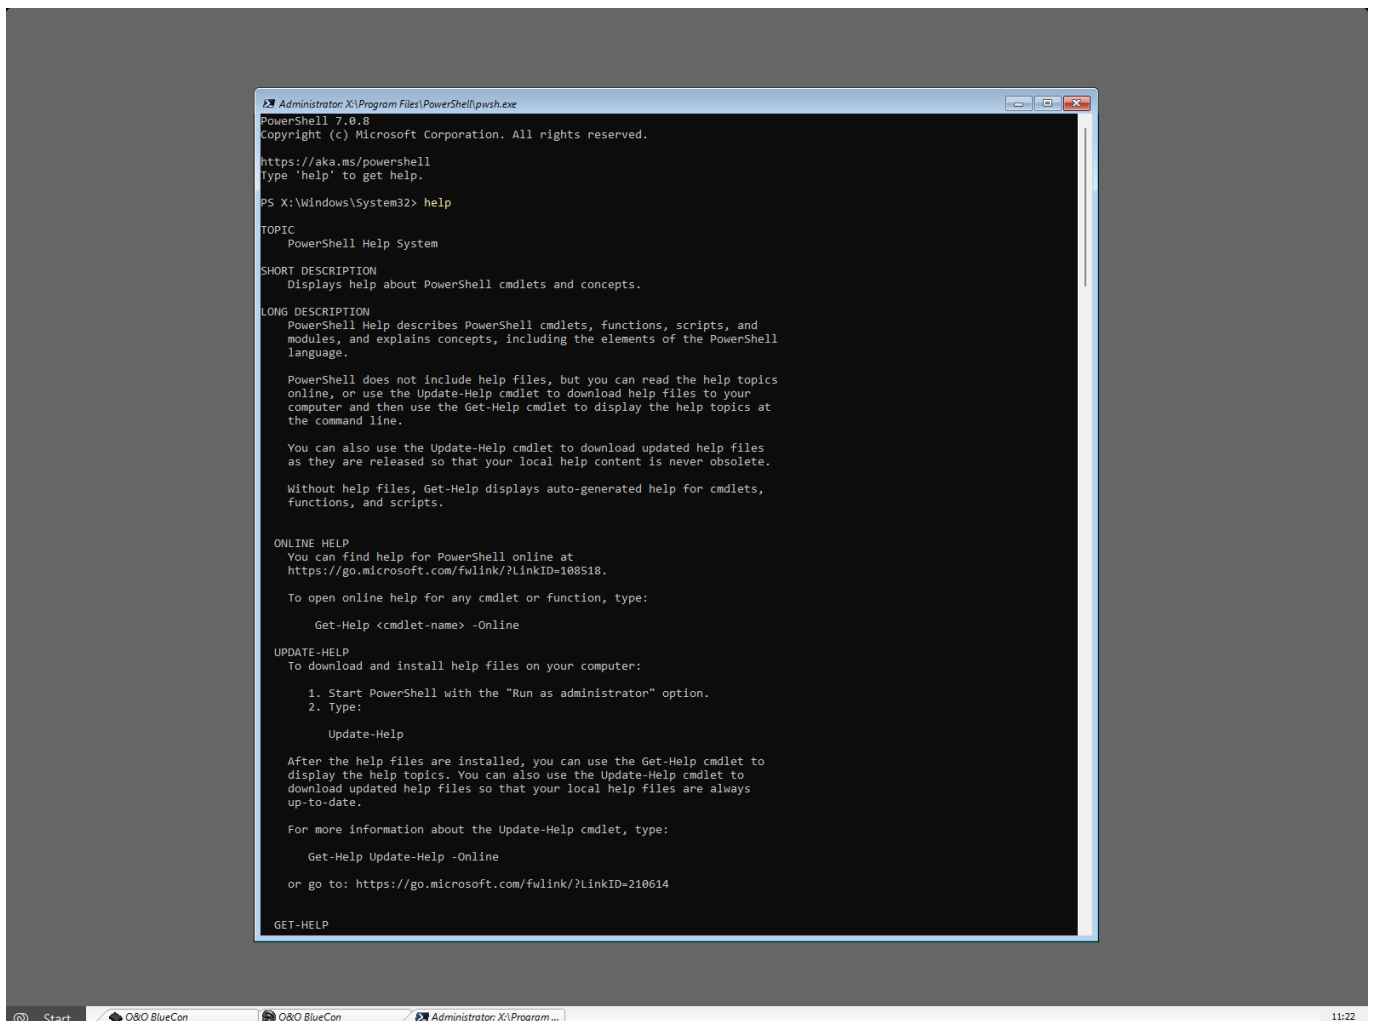 Administrator: X:\Program Files\PowerShell\pwsh.exe
PowerShell 7.0.8
Copyright (c) Microsoft Corporation. All rights reserved.
https://aka.ms/powershell
Type 'help' to get help.
PS X:\Windows\System32> help
TOPIC
PowerShell Help System
SHORT DESCRIPTION
Displays help about PowerShell cmdlets and concepts.
LONG DESCRIPTION
PowerShell Help describes PowerShell cmdlets, functions, scripts, and
modules, and explains concepts, including the elements of the PowerShell
language.
PowerShell does not include help files, but you can read the help topics
online, or use the Update-Help cmdlet to download help files to your
computer and then use the Get-Help cmdlet to display the help topics at
the command line.
You can also use the Update-Help cmdlet to download updated help files
as they are released so that your local help content is never obsolete.
Without help files, Get-Help displays auto-generated help for cmdlets,
functions, and scripts.
ONLINE HELP
You can find help for PowerShell online at
https://go.microsoft.com/fwlink/?LinkID=108518.
To open online help for any cmdlet or function, type:
Get-Help <cmdlet-name> -Online
UPDATE-HELP
To download and install help files on your computer:
1. Start PowerShell with the "Run as administrator" option.
2. Type:
Update-Help
After the help files are installed, you can use the Get-Help cmdlet to
display the help topics. You can also use the Update-Help cmdlet to
download updated help files so that your local help files are always
up-to-date.
For more information about the Update-Help cmdlet, type:
Get-Help Update-Help -Online
or go to: https://go.microsoft.com/fwlink/?LinkID=210614
GET-HELP
Start O&O BlueCon O&O BlueCon Administrator: X:\Program ... 11:22